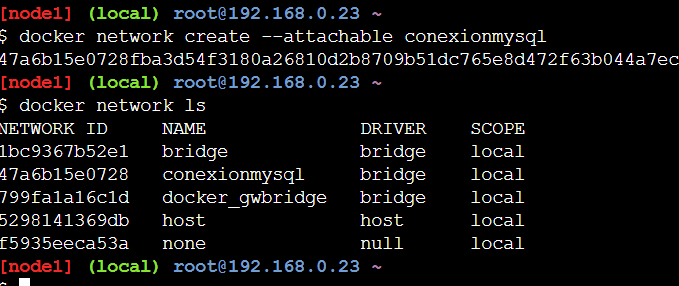 [node1] (local) root@192.168.0.23 ~
$ docker network create --attachable conexionmysql
47a6b15e0728fba3d54f3180a26810d2b8709b51dc765e8d472f63b044a7ec
[node1] (local) root@192.168.0.23 ~
$ docker network ls
NETWORK ID     NAME              DRIVER    SCOPE
1bc9367b52e1   bridge            bridge    local
47a6b15e0728   conexionmysql     bridge    local
799fa1a16c1d   docker_gwbridge   bridge    local
5298141369db   host              host      local
f5935eeca53a   none              null      local
[node1] (local) root@192.168.0.23 ~
$